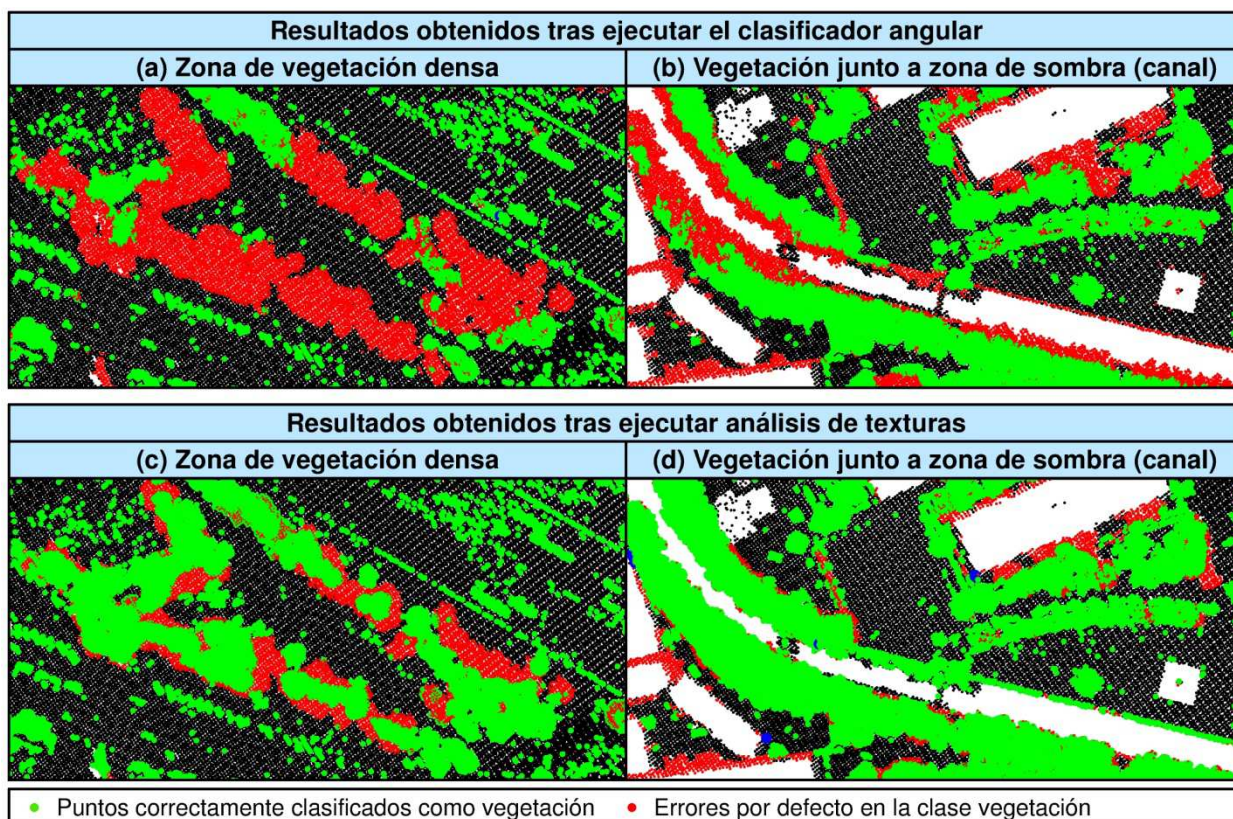 Resultados obtenidos tras ejecutar el clasificador angular
(a) Zona de vegetación densa
(b) Vegetación junto a zona de sombra (canal)
Resultados obtenidos tras ejecutar análisis de texturas
(c) Zona de vegetación densa
(d) Vegetación junto a zona de sombra (canal)
Puntos correctamente clasificados como vegetación
Errores por defecto en la clase vegetación